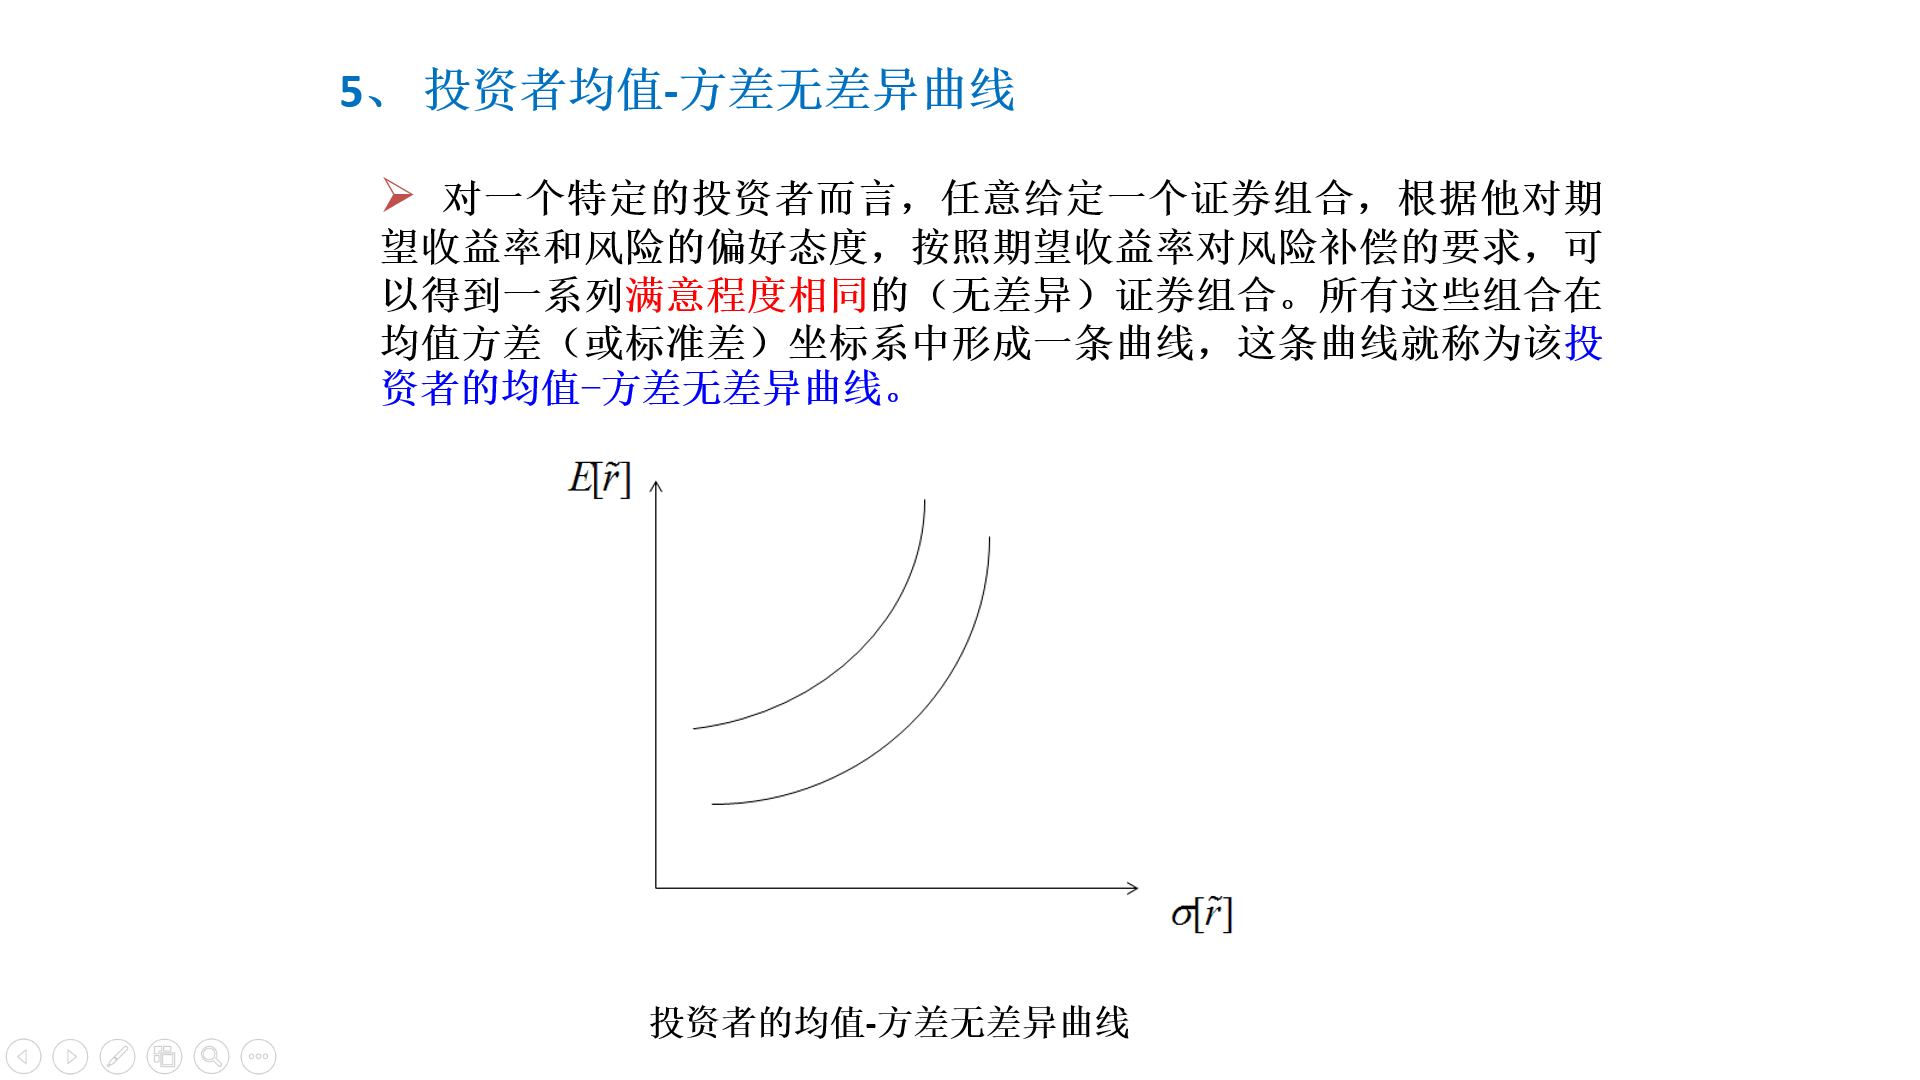 5、 投资者均值-方差无差异曲线
对一个特定的投资者而言，任意给定一个证券组合，根据他对期
望收益率和风险的偏好态度，按照期望收益率对风险补偿的要求，可
以得到一系列满意程度相同的（无差异）证券组合。所有这些组合在
均值方差（或标准差）坐标系中形成一条曲线，这条曲线就称为该投
资者的均值–方差无差异曲线。
E[r̃]
σ[r̃]
投资者的均值-方差无差异曲线